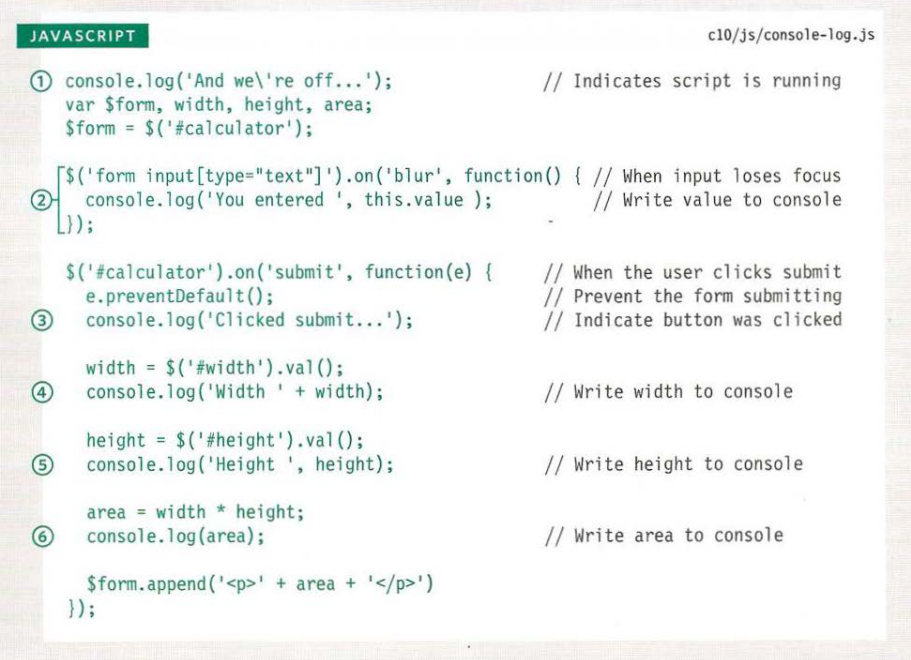 JAVASCRIPT c10/js/console-log.js
① console.log('And we\'re off...'); // Indicates script is running
var $form, width, height, area;
$form = $('#calculator');
$('form input[type="text"]').on('blur', function() { // When input loses focus
② console.log('You entered ', this.value ); // Write value to console
});
$('#calculator').on('submit', function(e) { // When the user clicks submit
e.preventDefault(); // Prevent the form submitting
③ console.log('Clicked submit...'); // Indicate button was clicked
width = $('#width').val();
④ console.log('Width ' + width); // Write width to console
height = $('#height').val();
⑤ console.log('Height ', height); // Write height to console
area = width * height;
⑥ console.log(area); // Write area to console
$form.append('<p>' + area + '</p>')
});